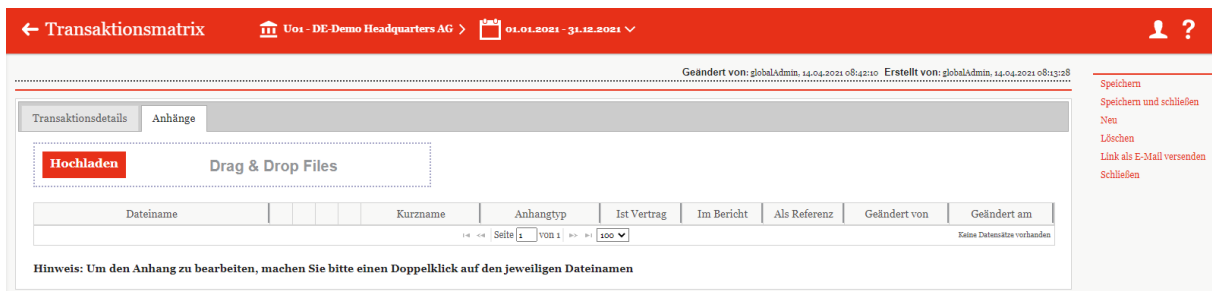 Transaktionsmatrix U01 - DE-Demo Headquarters AG 01.01.2021 - 31.12.2021 ?
Geändert von: globalAdmin, 14.04.2021 08:42:10 Erstellt von: globalAdmin, 14.04.2021 08:13:28
Speichern
Speichern und schließen
Neu
Löschen
Link als E-Mail versenden
Schließen
Transaktionsdetails Anhänge
Hochladen Drag & Drop Files
Dateiname Kurzname Anhangtyp Ist Vertrag Im Bericht Als Referenz Geändert von Geändert am
Seite 1 von 1 100 Keine Datensätze vorhanden
Hinweis: Um den Anhang zu bearbeiten, machen Sie bitte einen Doppelklick auf den jeweiligen Dateinamen